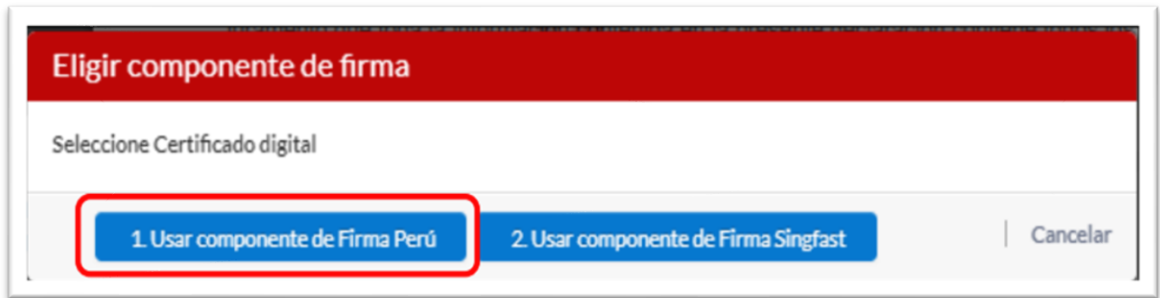 Eligir componente de firma
Seleccione Certificado digital
1. Usar componente de Firma Perú
2. Usar componente de Firma Singfast
Cancelar